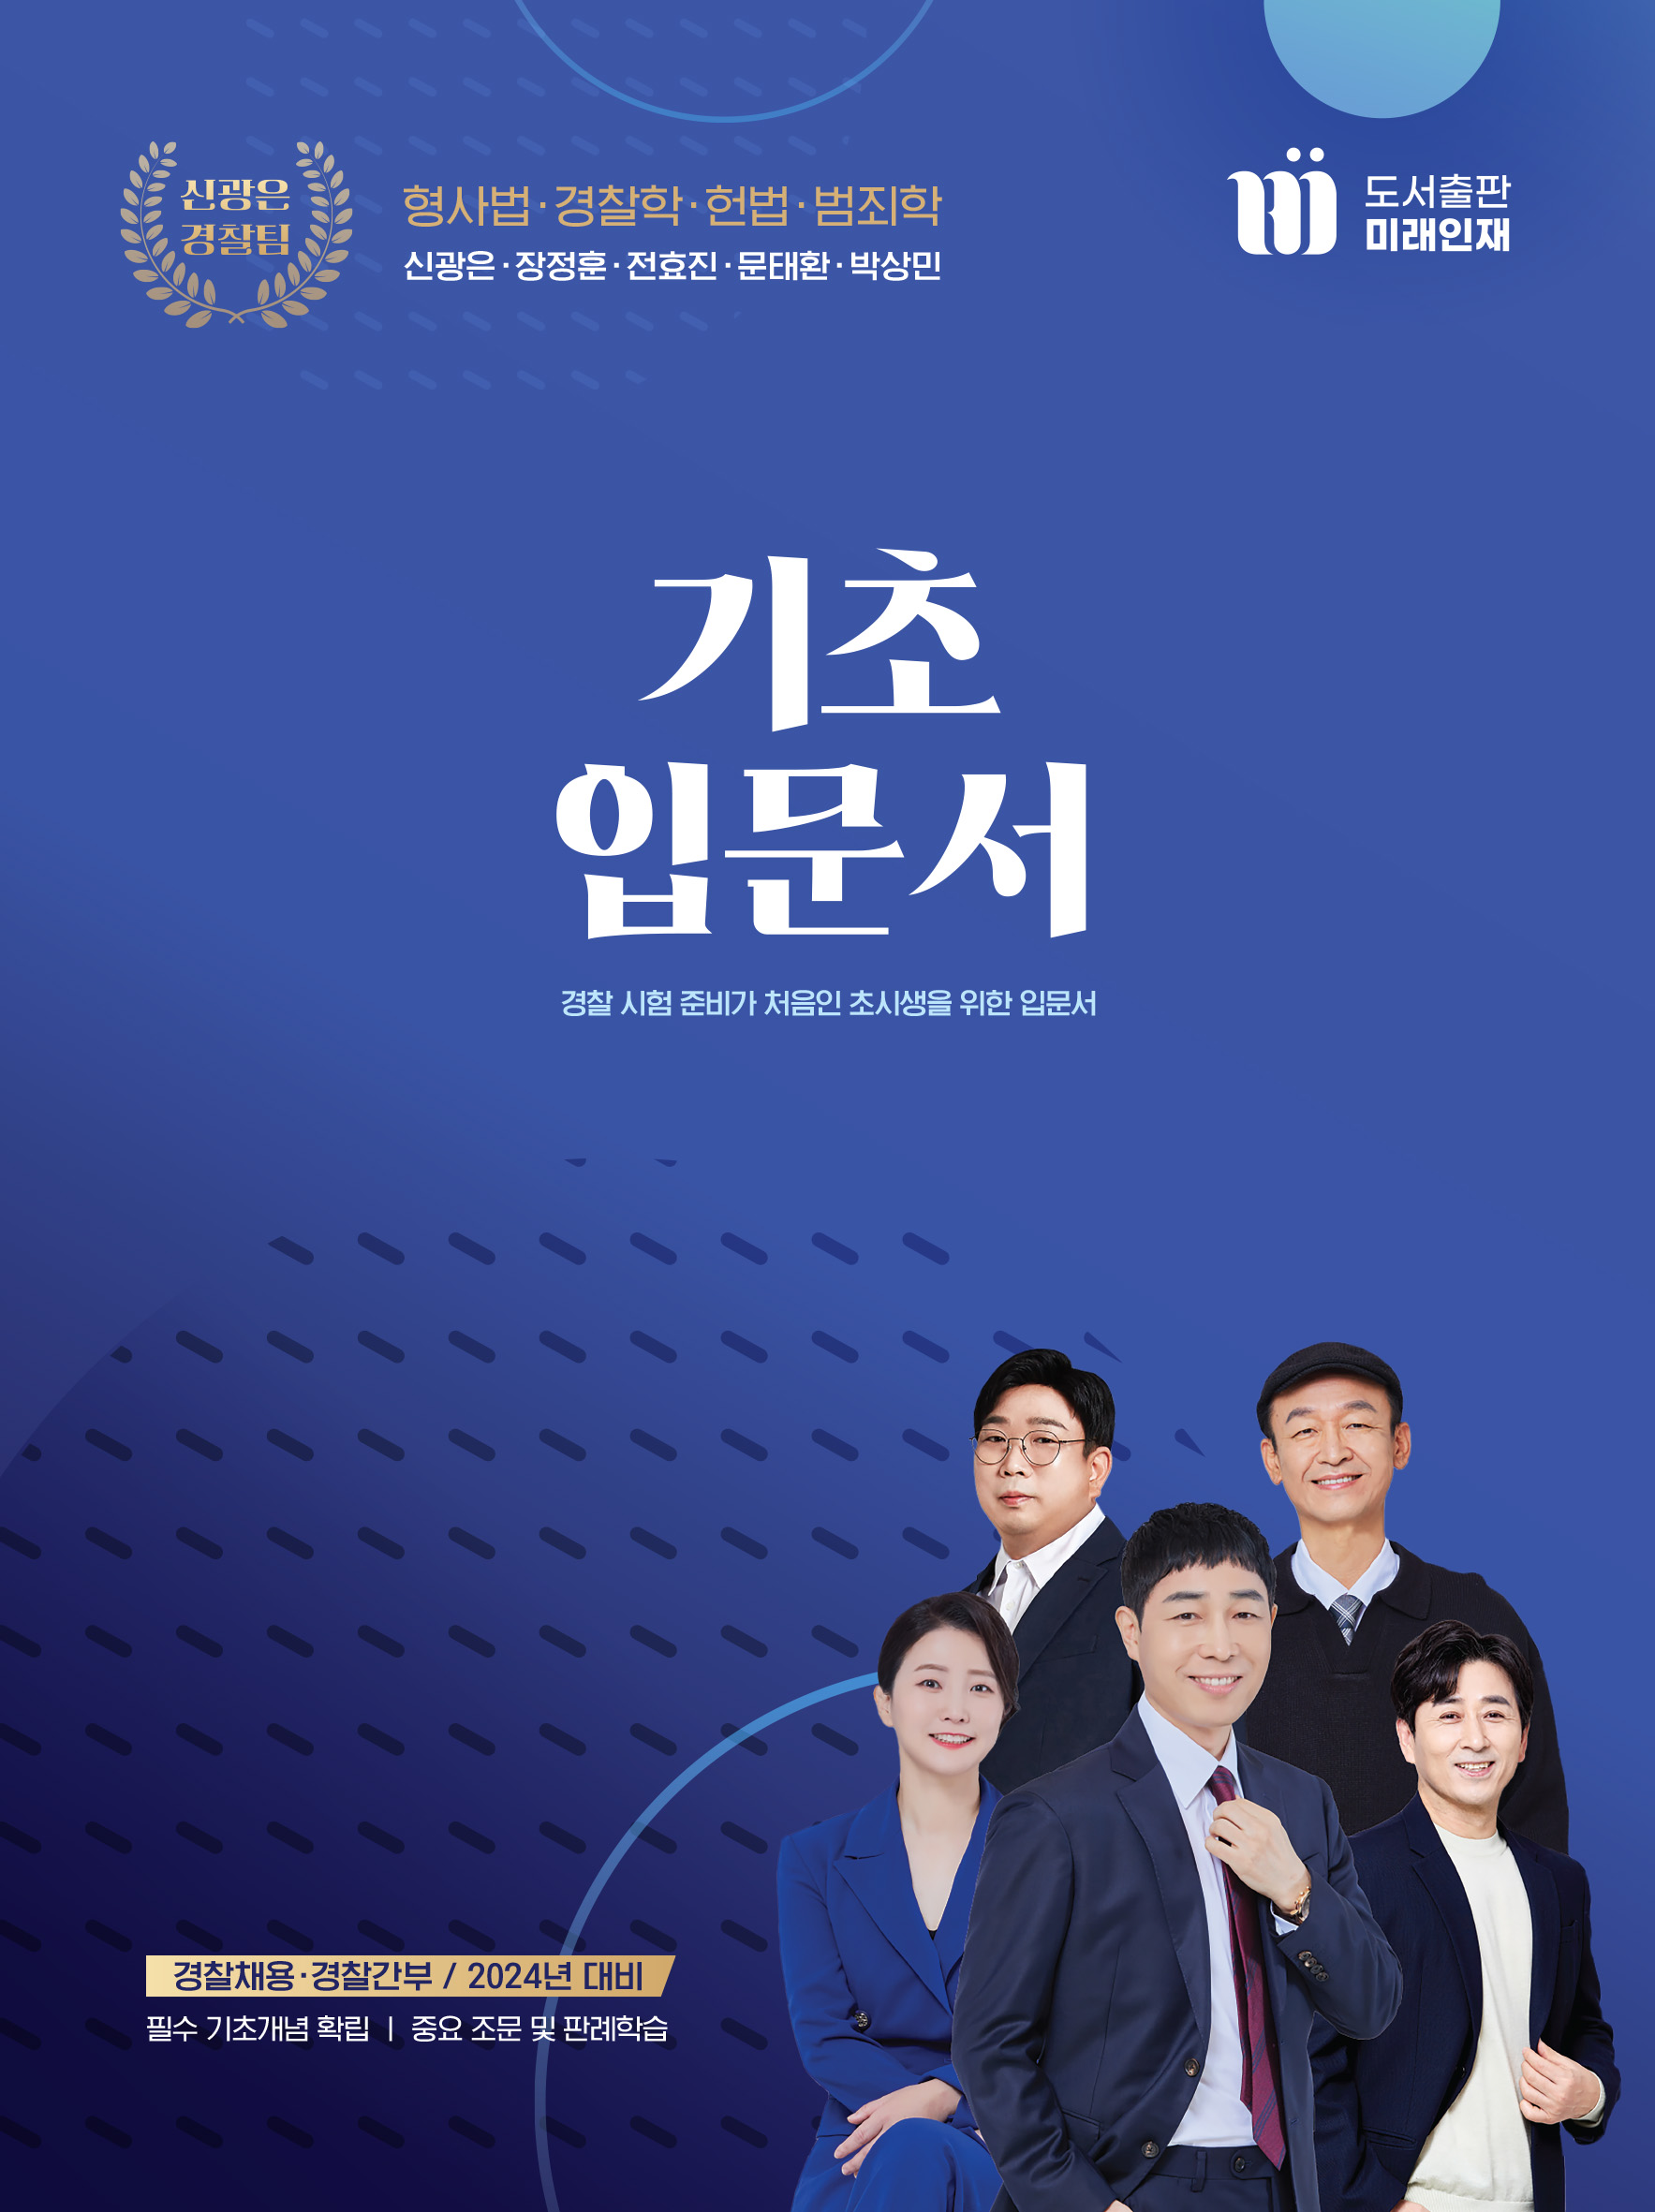 신광은
경찰팀
형사법·경찰학·헌법·범죄학
신광은·장정훈·전효진·문태환·박상민
도서출판
미래인재
기초
입문서
경찰 시험 준비가 처음인 초시생을 위한 입문서
경찰채용·경찰간부 / 2024년 대비
필수 기초개념 확립 | 중요 조문 및 판례학습